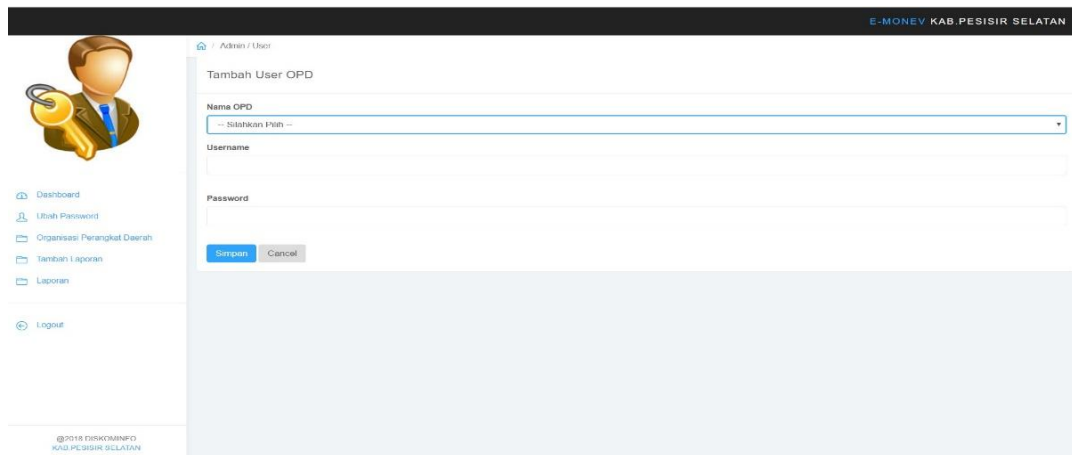 E-MONEV KAB.PESISIR SELATAN
/ Admin / User
Tambah User OPD
Nama OPD
-- Silahkan Pilih --
Username
Password
Simpan Cancel
Dashboard
Ubah Password
Organisasi Perangkat Daerah
Tambah Laporan
Laporan
Logout
@2018 DISKOMINFO
KAB.PESISIR SELATAN